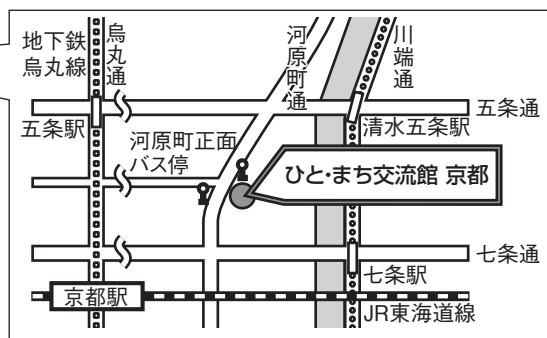 地下鉄
烏丸線
烏丸通
河原町通
川端通
五条通
五条駅
清水五条駅
河原町正面
バス停
ひと・まち交流館 京都
七条通
七条駅
京都駅
JR東海道線